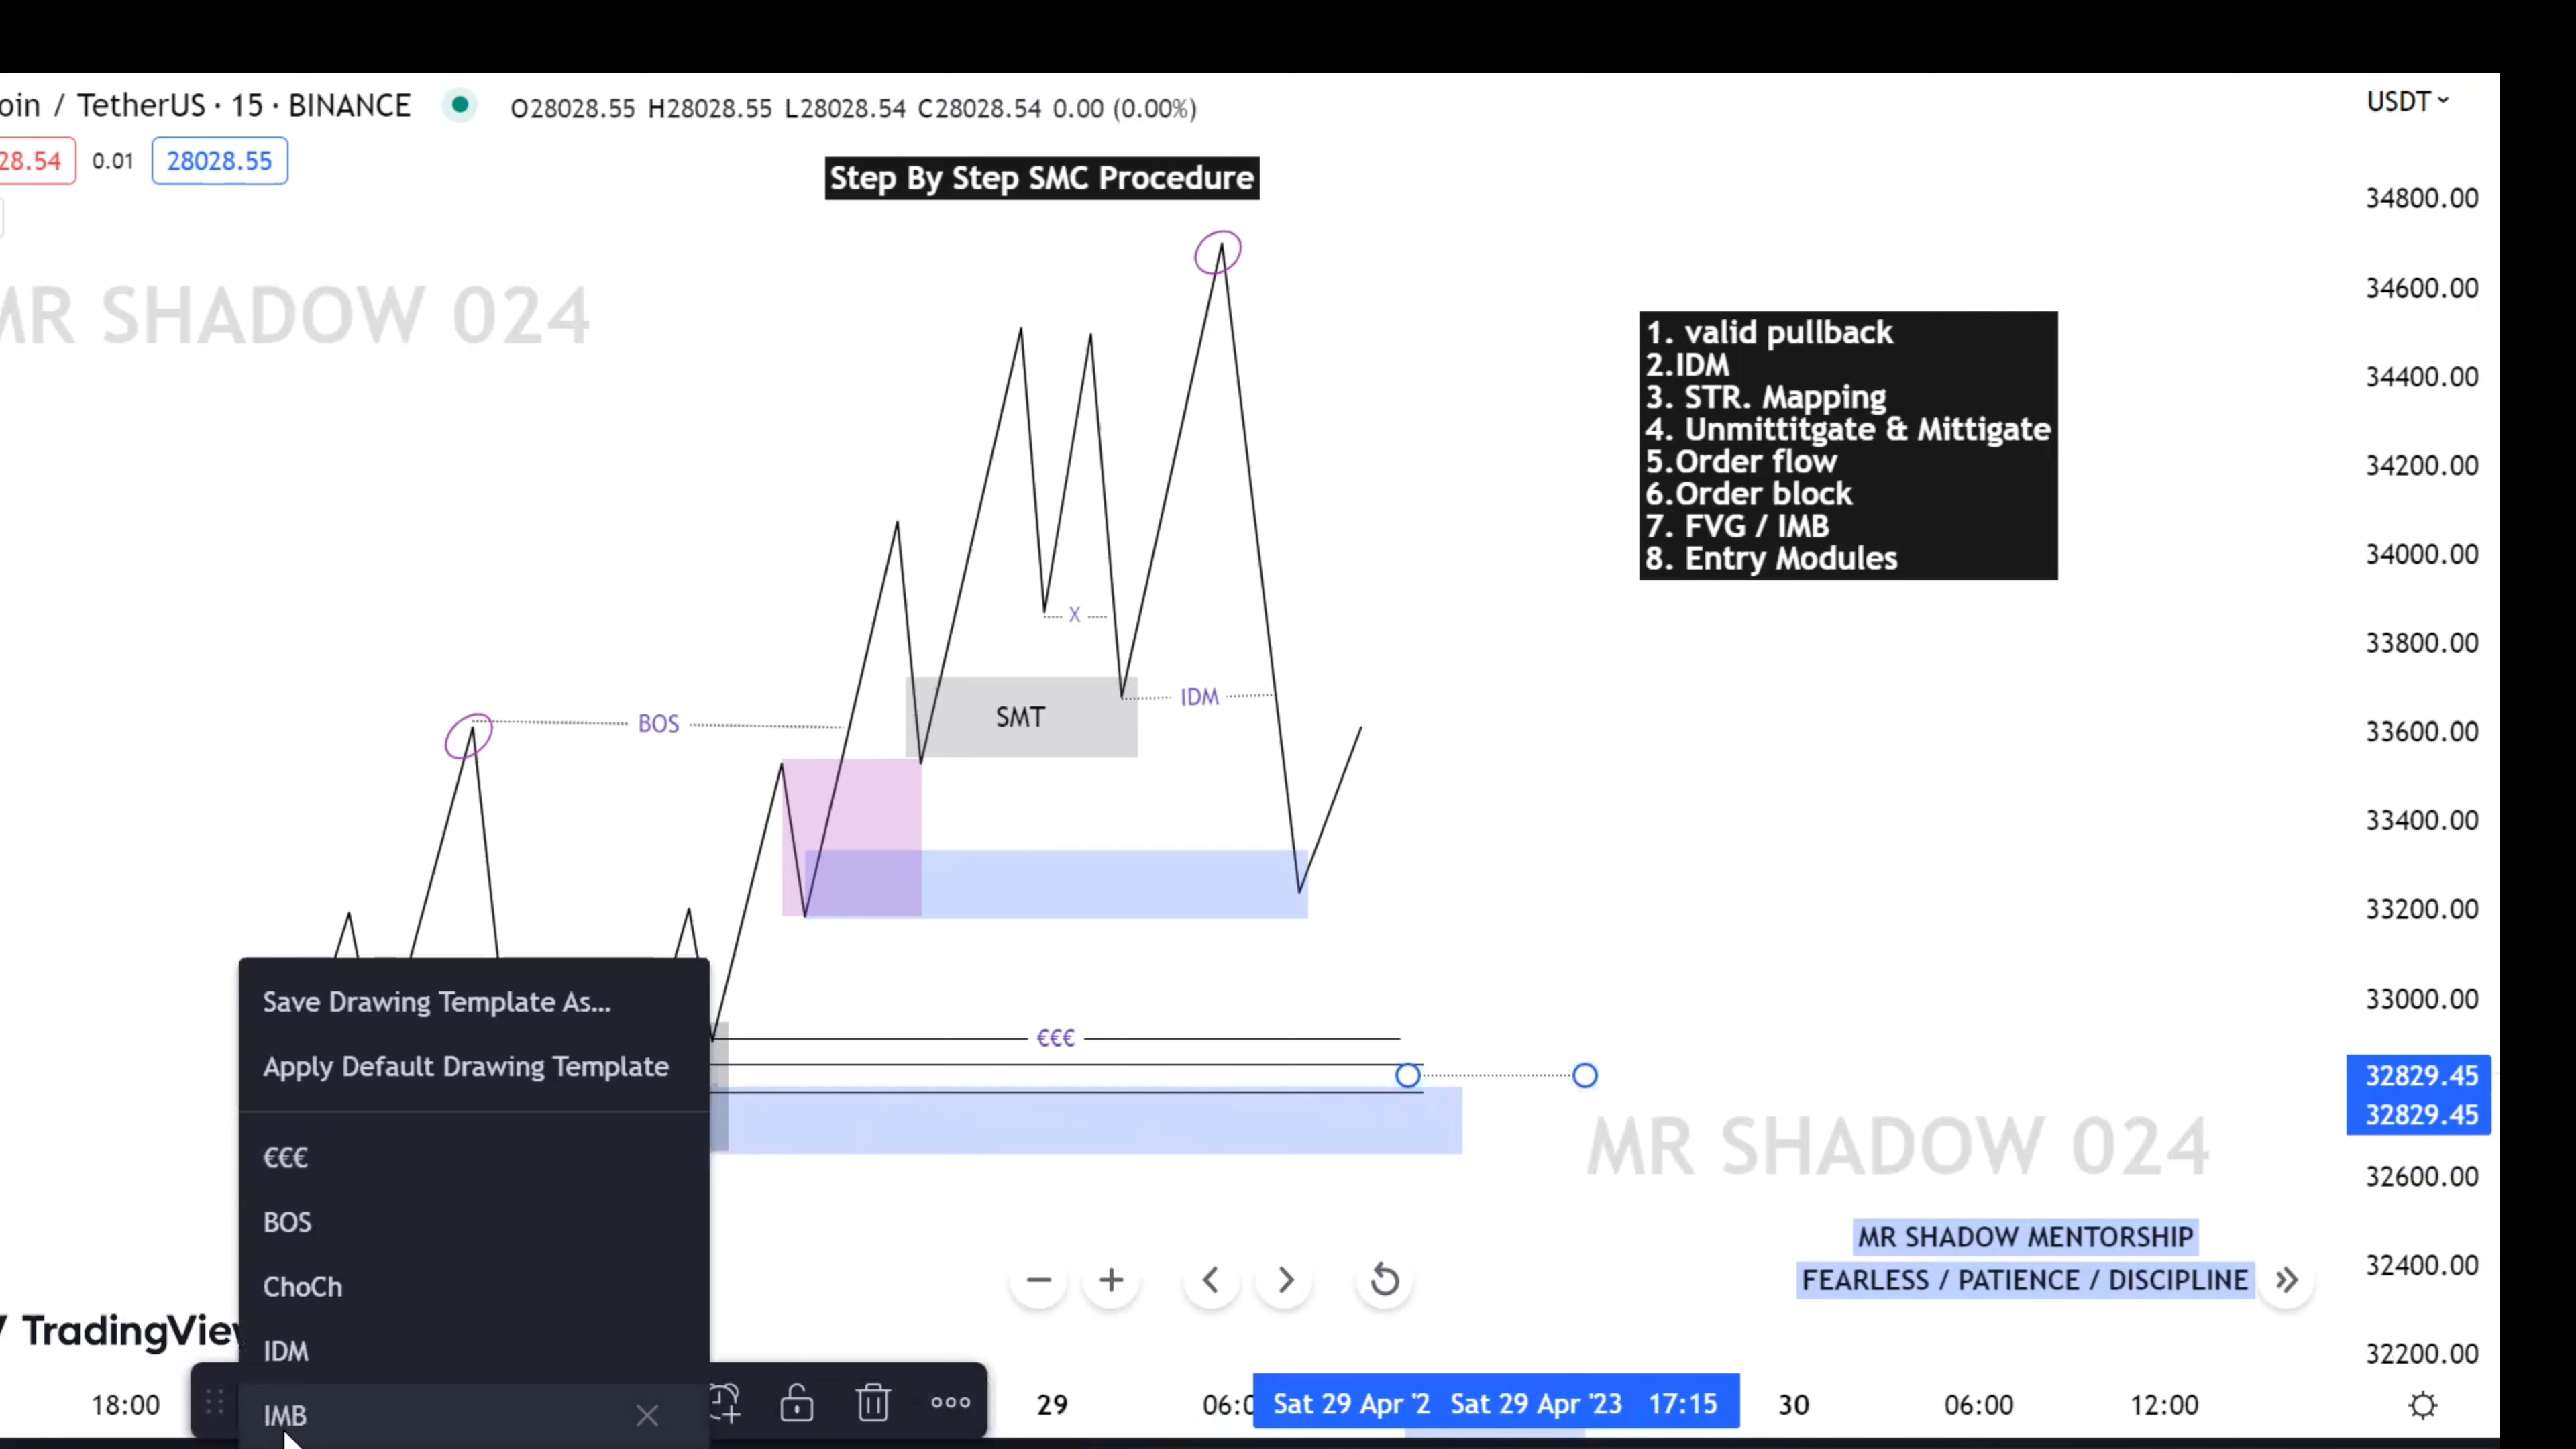 oin / TetherUS · 15 · BINANCE
O28028.55 H28028.55 L28028.54 C28028.54 0.00 (0.00%)
USDT
28.54
0.01
28028.55
Step By Step SMC Procedure
34800.00
34600.00
34400.00
34200.00
34000.00
33800.00
33600.00
33400.00
33200.00
33000.00
32829.45
32829.45
32600.00
32400.00
32200.00
MR SHADOW 024
1. valid pullback
2.IDM
3. STR. Mapping
4. Unmittitgate & Mittigate
5.Order flow
6.Order block
7. FVG / IMB
8. Entry Modules
X
IDM
SMT
BOS
€€€
Save Drawing Template As...
Apply Default Drawing Template
€€€
BOS
ChoCh
IDM
IMB
MR SHADOW 024
MR SHADOW MENTORSHIP
FEARLESS / PATIENCE / DISCIPLINE
TradingView
18:00
29
06:0
Sat 29 Apr '2
Sat 29 Apr '23 17:15
30
06:00
12:00